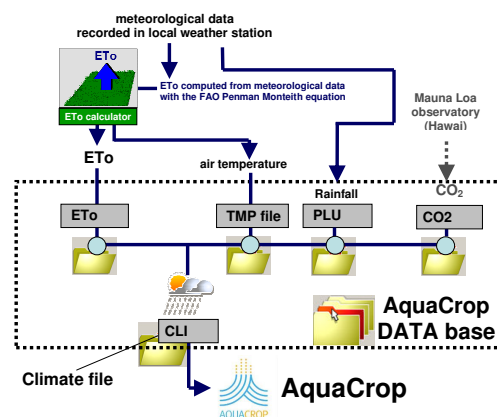 meteorological data
recorded in local weather station
ETo
ETo computed from meteorological data
with the FAO Penman Monteith equation
ETo calculator
Mauna Loa
observatory
(Hawai)
ETo
air temperature
Rainfall
CO2
ETo
TMP file
PLU
CO2
CLI
AquaCrop
DATA base
Climate file
AquaCrop
AQUACROP